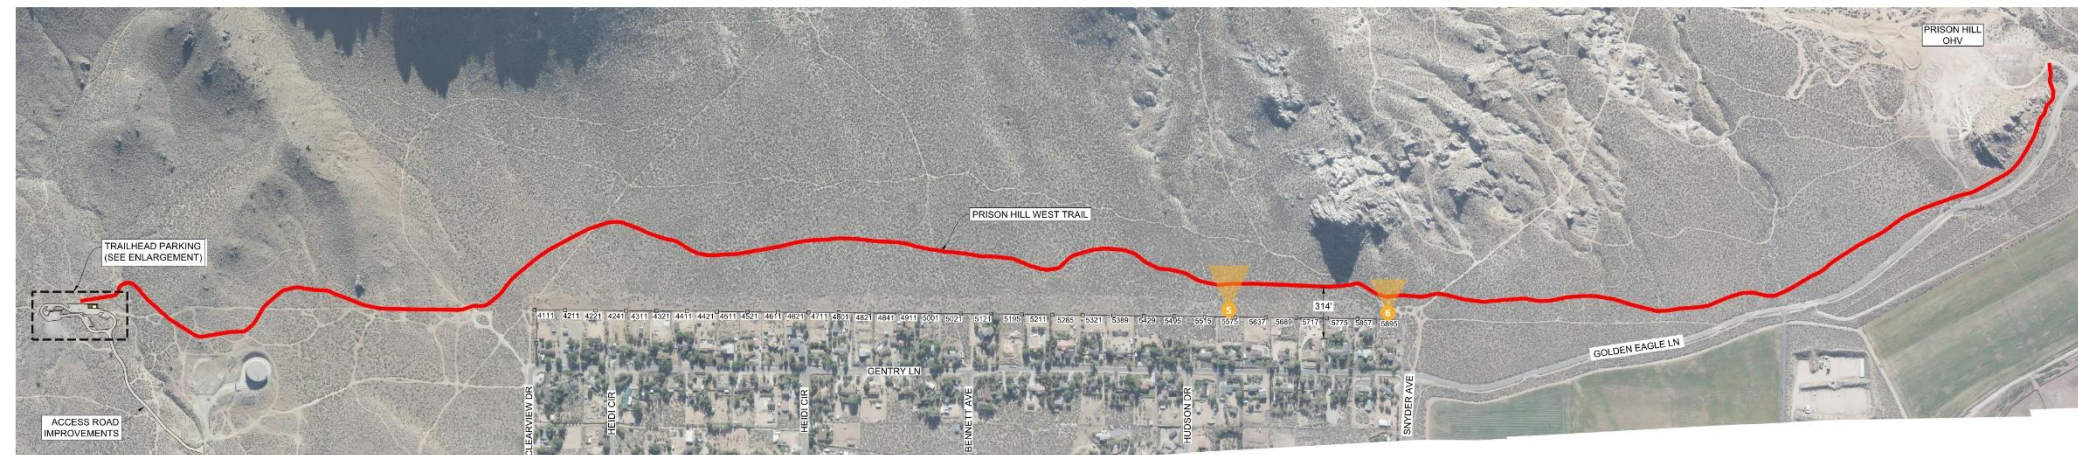 PRISON HILL
OHV
PRISON HILL WEST TRAIL
TRAILHEAD PARKING
(SEE ENLARGEMENT)
314'
5
6
4111 4211 4221 4241 4311 4321 4411 4421 4511 4521 4611 4621 4711 4801 4821 4841 4911 5001 5021 5121 5195 5211 5285 5321 5389 5429 5495 5515 5575 5637 5689 5717 5775 5857 5895
GOLDEN EAGLE LN
GENTRY LN
CLEARVIEW DR
HEIDI CIR
HEIDI CIR
BENNETT AVE
HUDSON DR
SNYDER AVE
ACCESS ROAD
IMPROVEMENTS